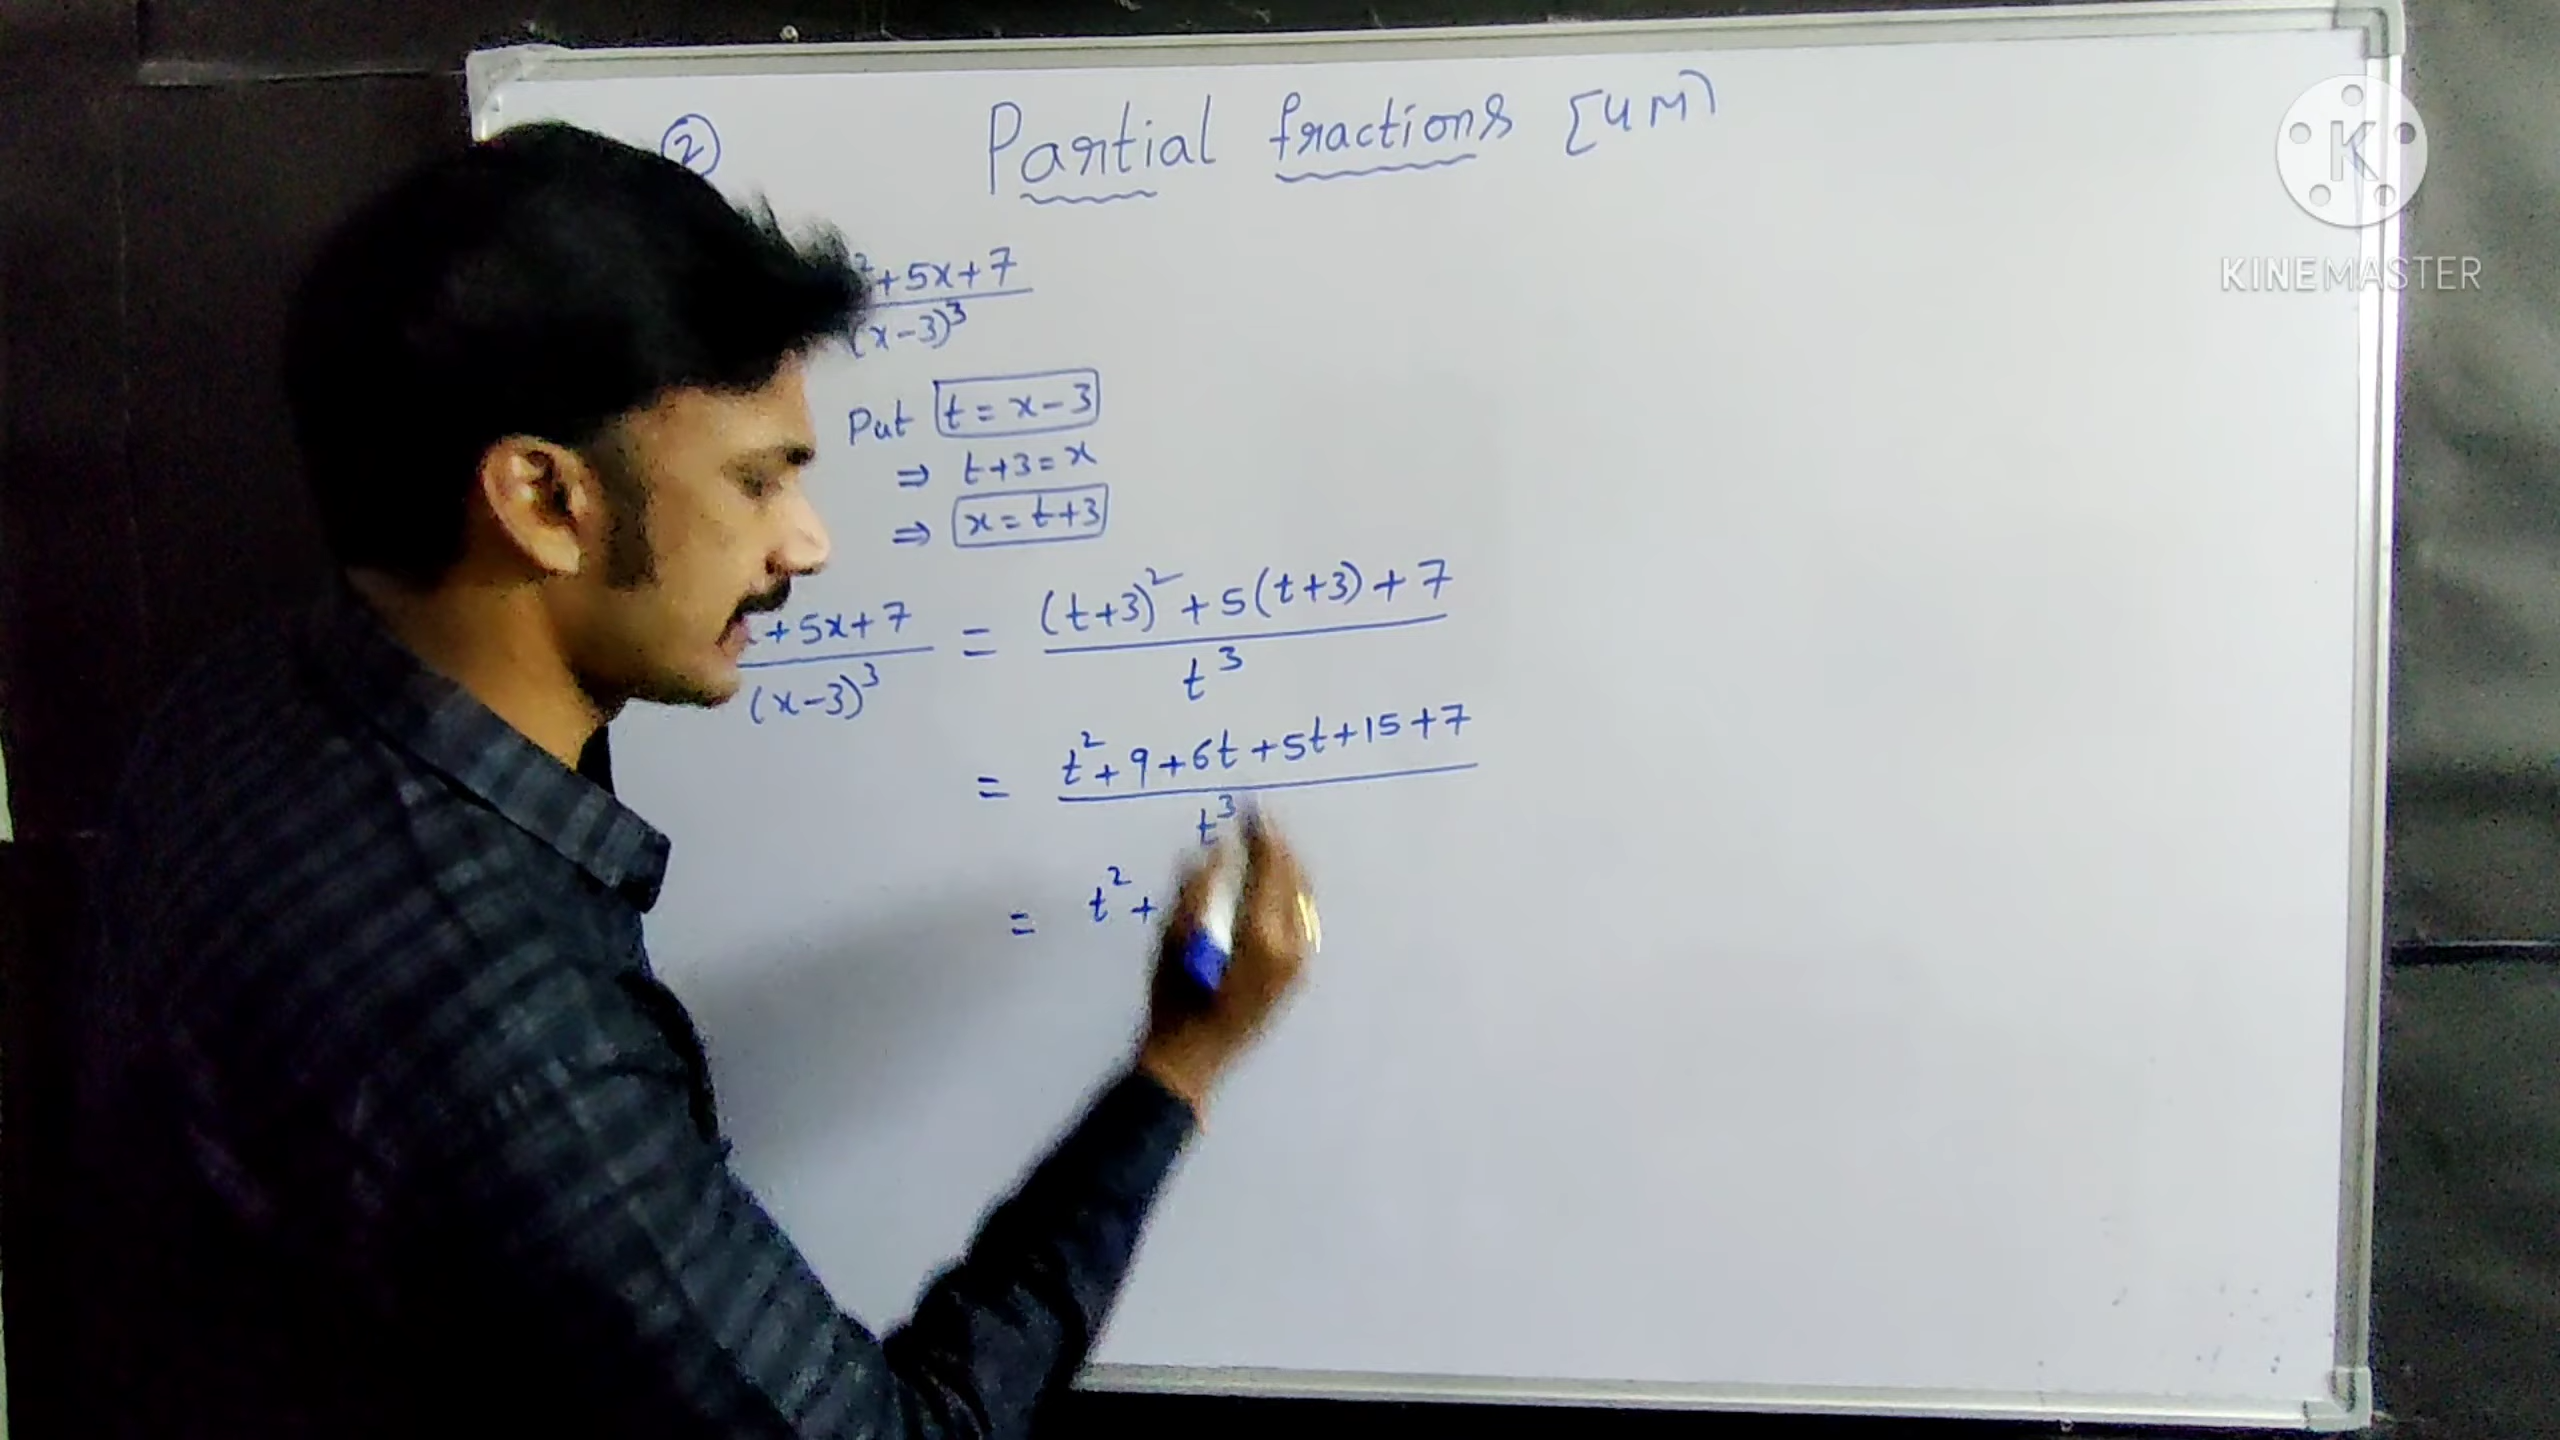 ② Partial fractions [4M]
²+5x+7
(x-3)³
Put t = x-3
⇒ t+3=x
⇒ x = t+3
+5x+7 = (t+3)²+5(t+3)+7
(x-3)³ t³
= t²+9+6t+5t+15+7
t³
= t²+
K
KINEMASTER